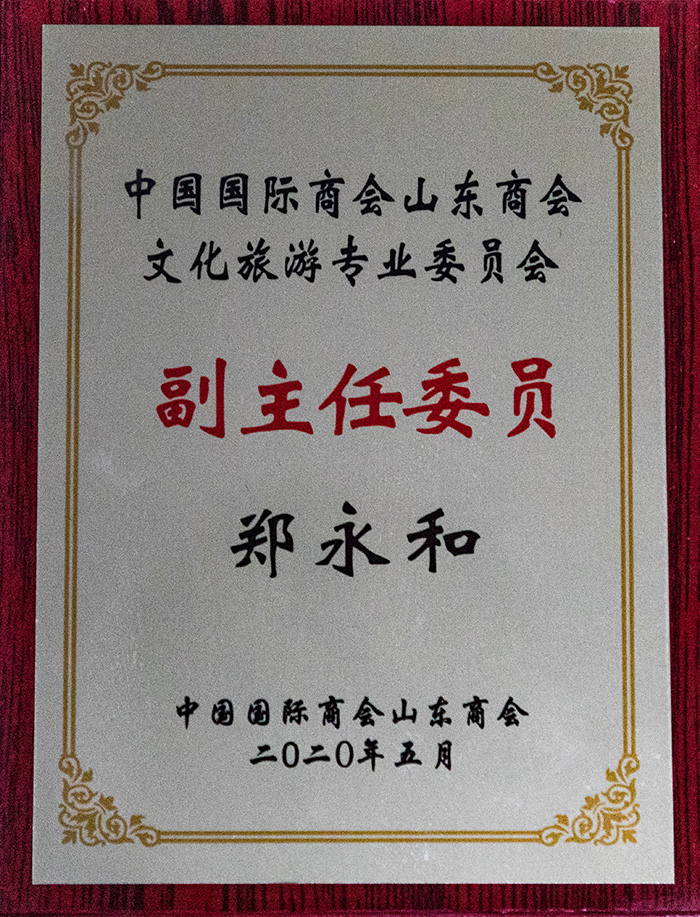 中国国际商会山东商会
文化旅游专业委员会
副主任委员
郑永和
中国国际商会山东商会
二〇二〇年五月